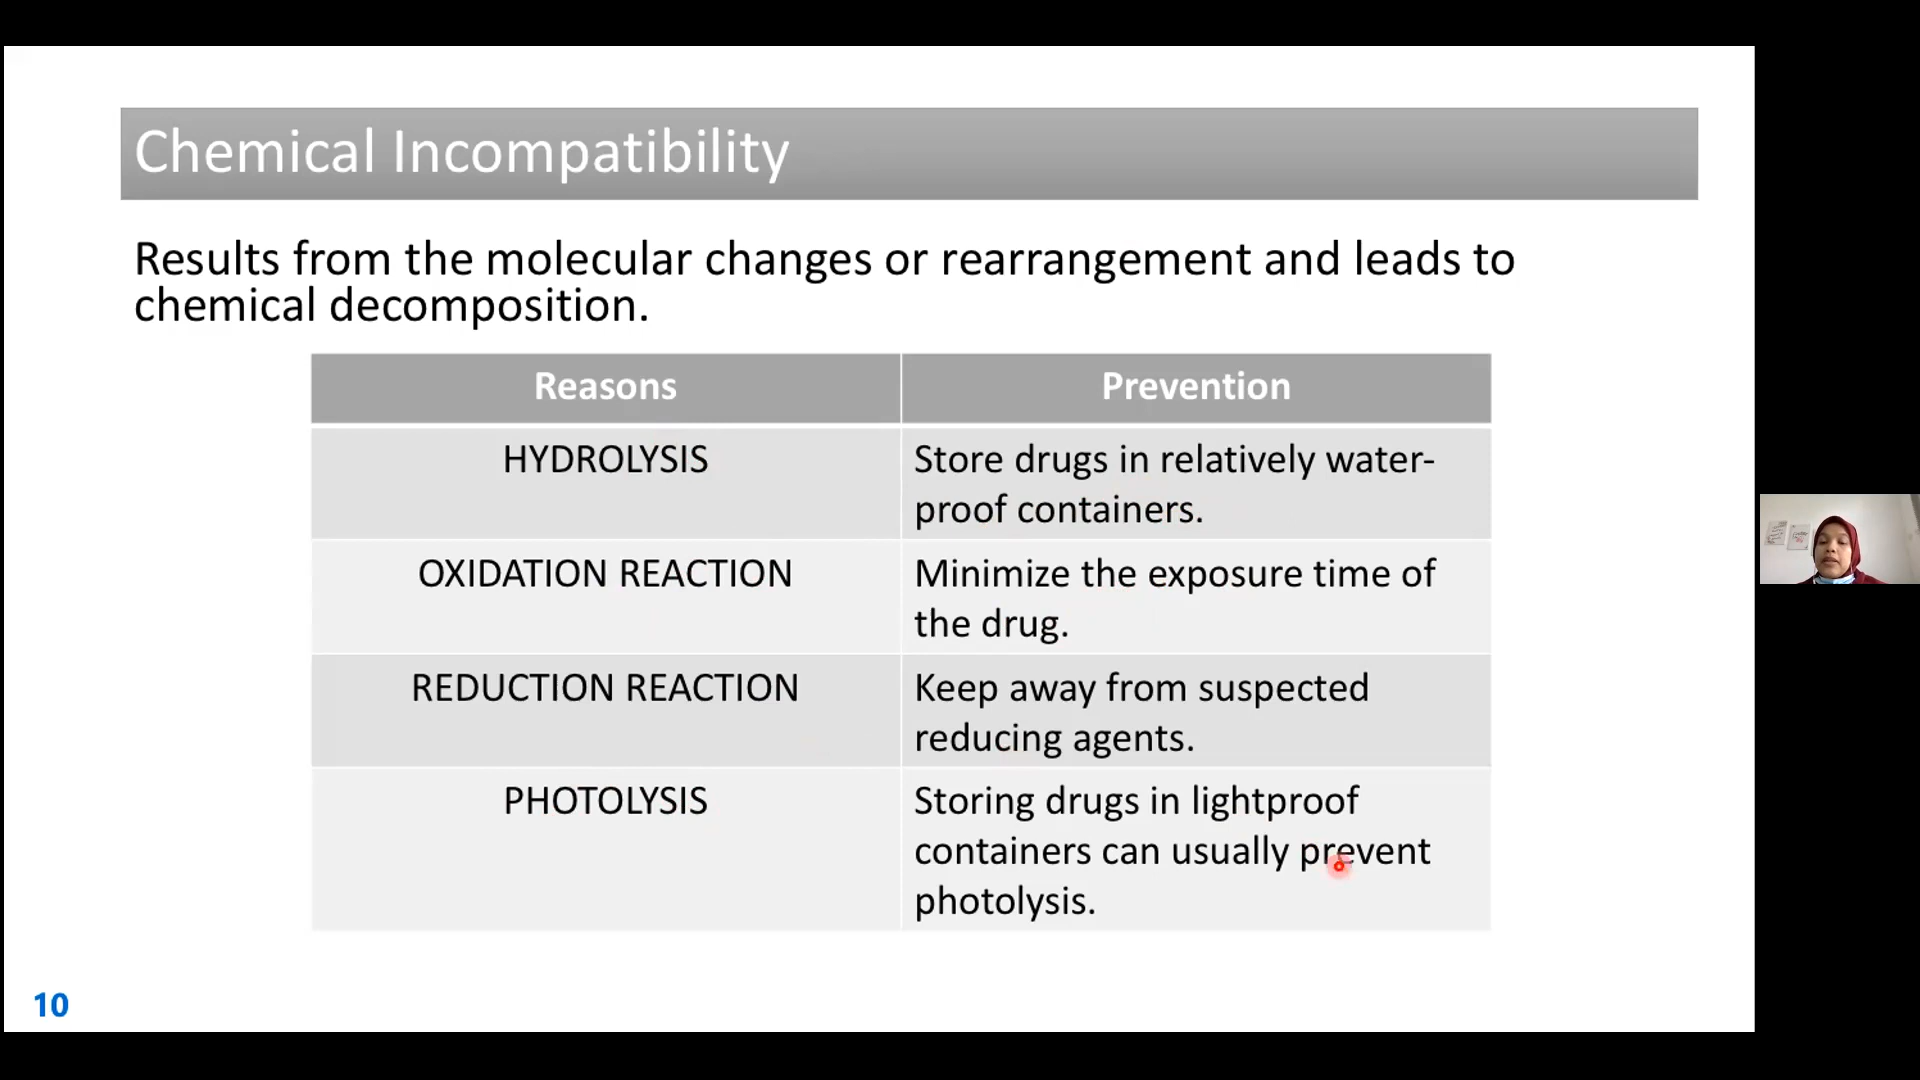 Chemical Incompatibility
Results from the molecular changes or rearrangement and leads to
chemical decomposition.
Reasons
Prevention
HYDROLYSIS
Store drugs in relatively water-
proof containers.
OXIDATION REACTION
Minimize the exposure time of
the drug.
REDUCTION REACTION
Keep away from suspected
reducing agents.
PHOTOLYSIS
Storing drugs in lightproof
containers can usually prevent
photolysis.
10